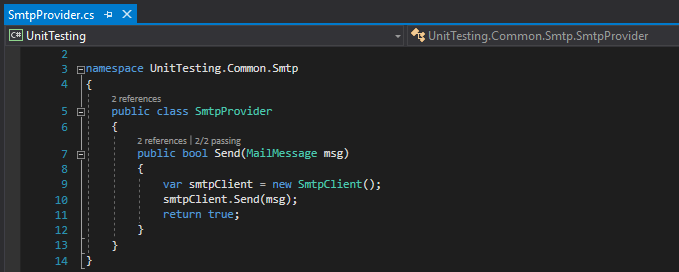 SmtpProvider.cs
C# UnitTesting UnitTesting.Common.Smtp.SmtpProvider
2
3 namespace UnitTesting.Common.Smtp
4 {
2 references
5 public class SmtpProvider
6 {
2 references | 2/2 passing
7 public bool Send(MailMessage msg)
8 {
9 var smtpClient = new SmtpClient();
10 smtpClient.Send(msg);
11 return true;
12 }
13 }
14 }